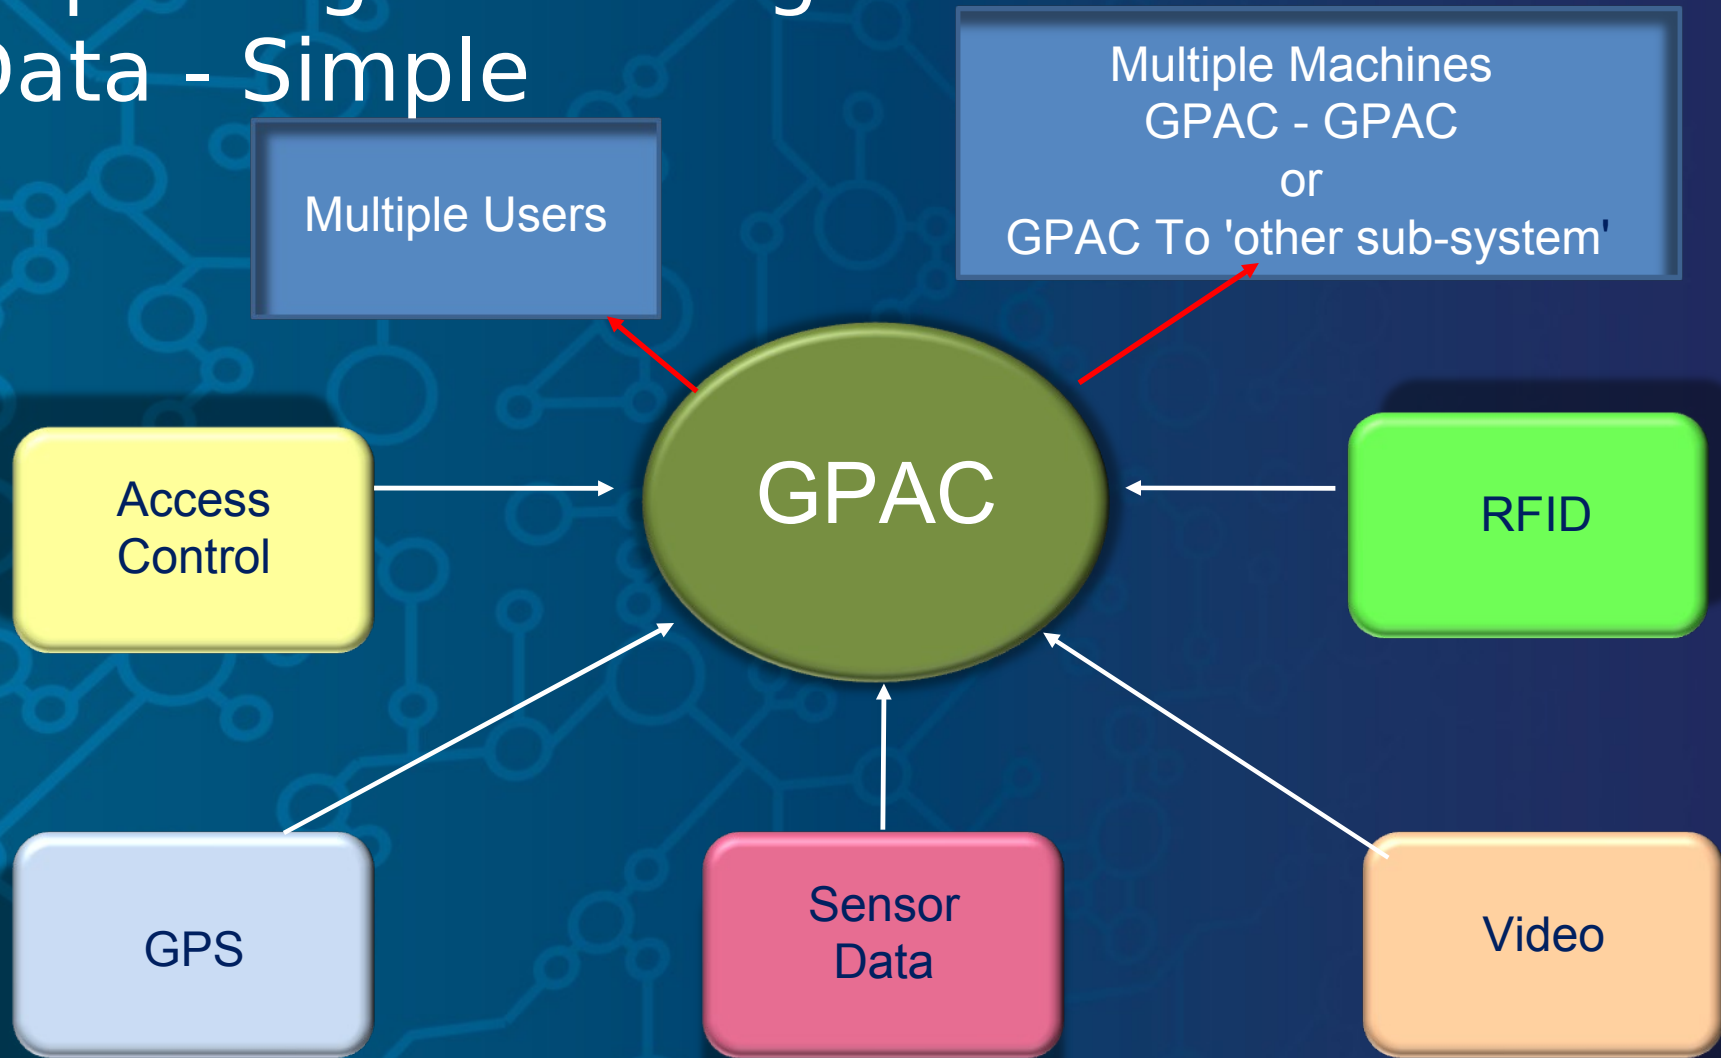 Data - Simple
Multiple Machines
GPAC - GPAC
or
GPAC To 'other sub-system'
Multiple Users
GPAC
Access
Control
RFID
GPS
Sensor
Data
Video